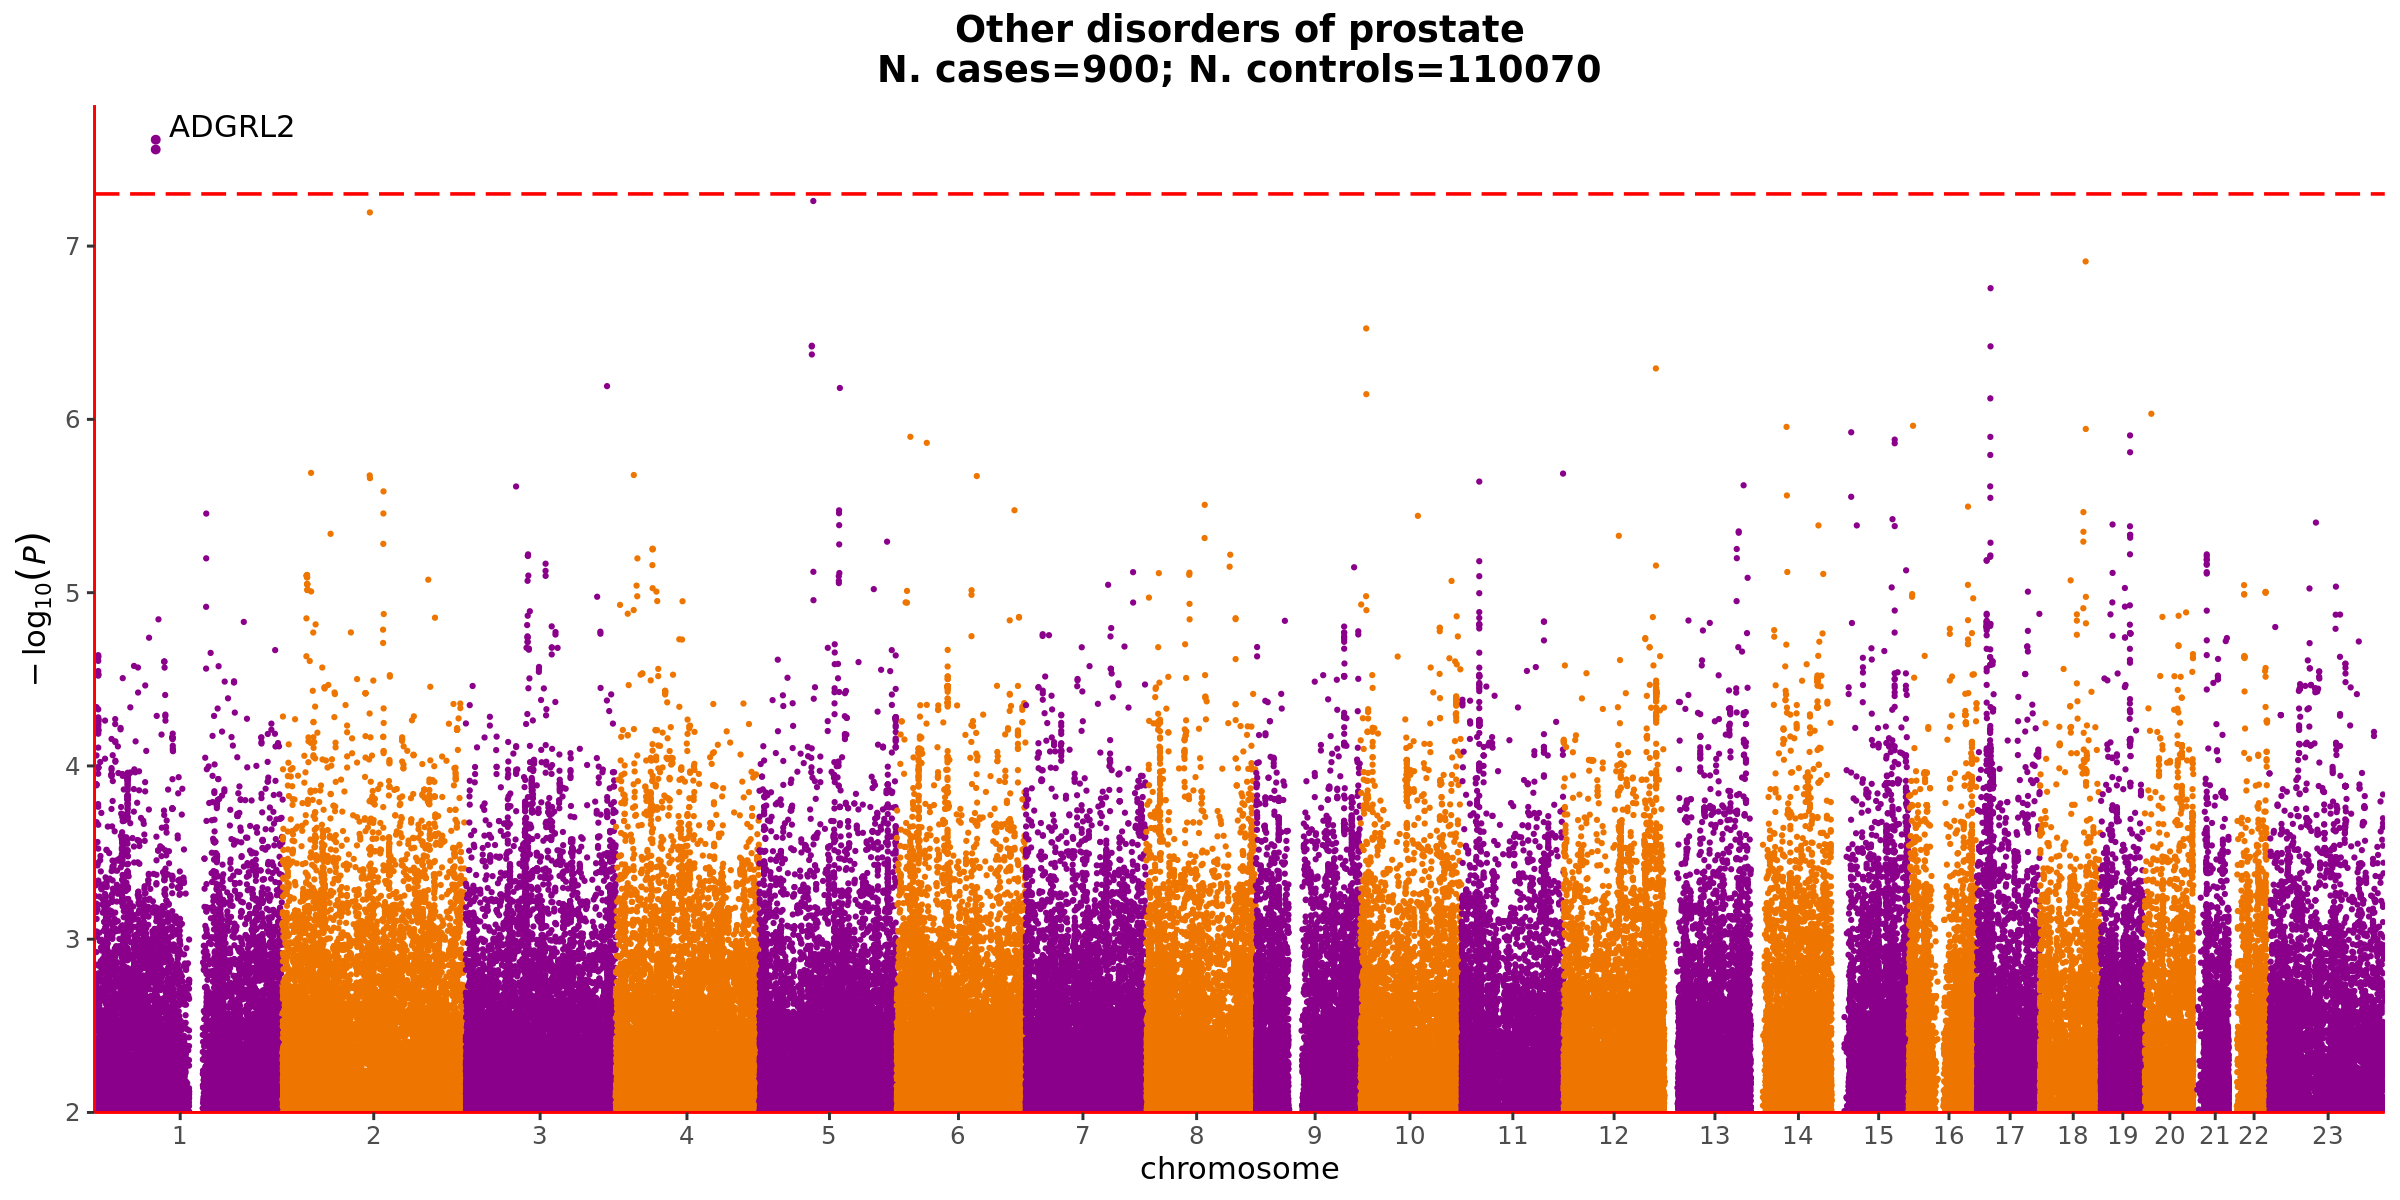 Other disorders of prostate
N. cases=900; N. controls=110070
ADGRL2
7
6
5
4
3
2
−log₁₀(P)
1 2 3 4 5 6 7 8 9 10 11 12 13 14 15 16 17 18 19 20 21 22 23
chromosome